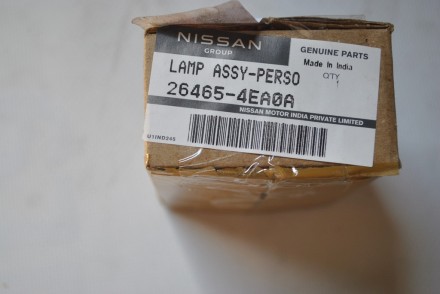 NISSAN
GROUP
GENUINE PARTS
Made In India
QTY
1
LAMP ASSY-PERSO
26465-4EA0A
NISSAN MOTOR INDIA PRIVATE LIMITED